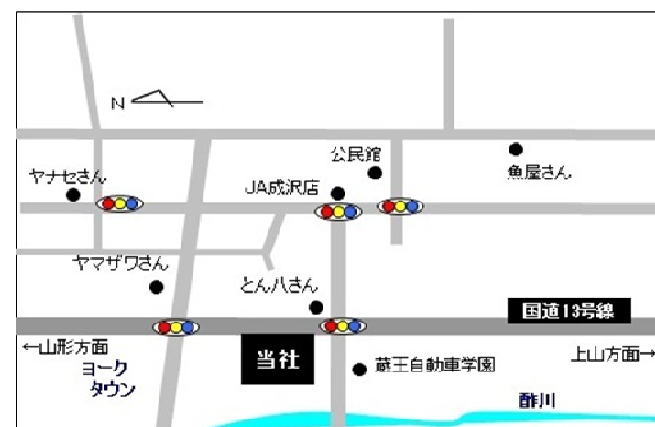 N
公民館
ヤナセさん
JA成沢店
魚屋さん
ヤマザワさん
とん八さん
国道13号線
←山形方面
当社
上山方面→
ヨーク
タウン
蔵王自動車学園
酢川